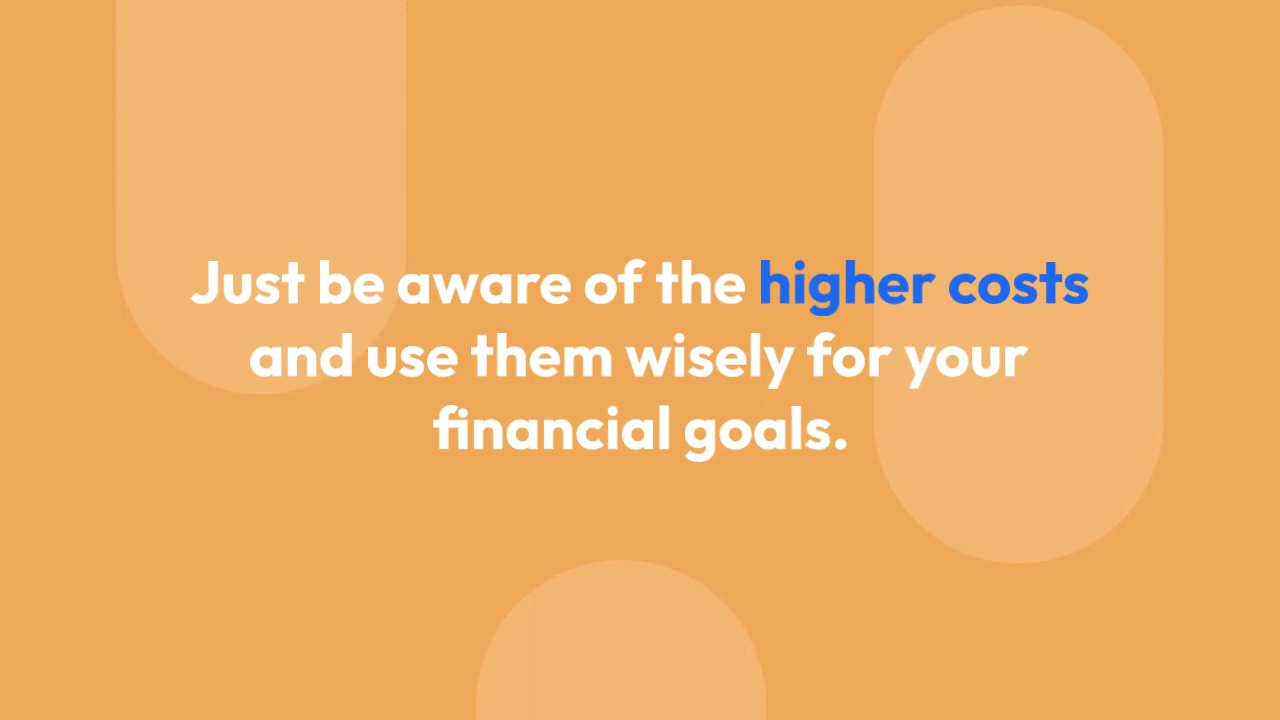 Just be aware of the higher costs
and use them wisely for your
financial goals.